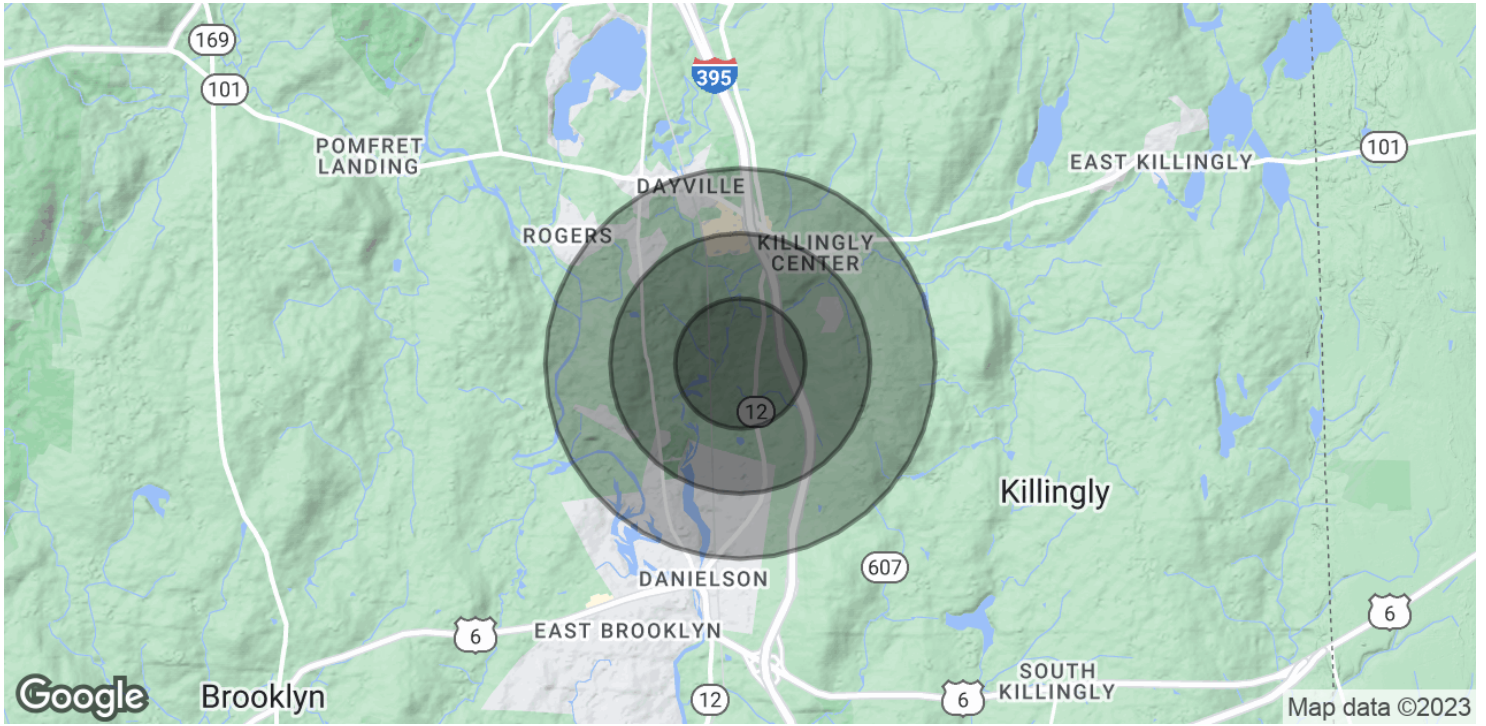 169
395
101
POMFRET
LANDING
101
EAST KILLINGLY
DAYVILLE
ROGERS
KILLINGLY
CENTER
12
Killingly
607
DANIELSON
6
EAST BROOKLYN
6
SOUTH
KILLINGLY
Google
Brooklyn
12
6
Map data ©2023